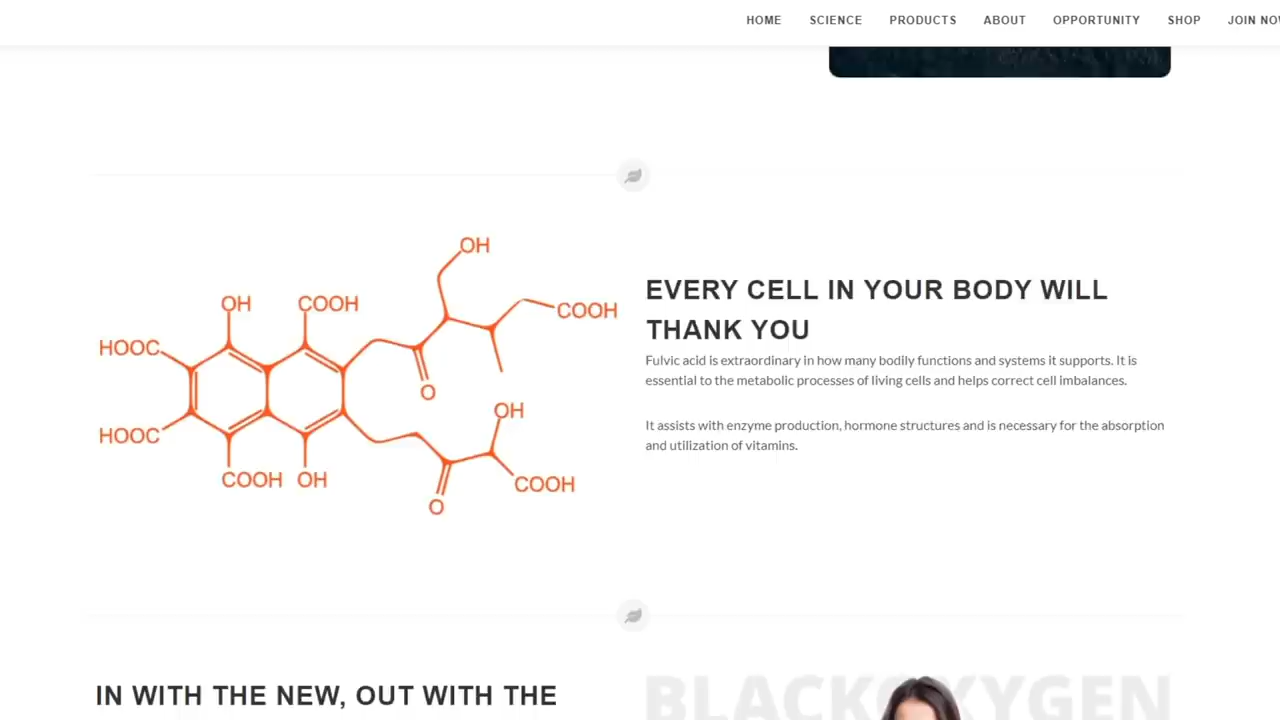 HOME SCIENCE PRODUCTS ABOUT OPPORTUNITY SHOP JOIN
OH
OH COOH COOH
HOOC
O
OH
HOOC
COOH OH COOH
O
EVERY CELL IN YOUR BODY WILL
THANK YOU
Fulvic acid is extraordinary in how many bodily functions and systems it supports. It is
essential to the metabolic processes of living cells and helps correct cell imbalances.
It assists with enzyme production, hormone structures and is necessary for the absorption
and utilization of vitamins.
IN WITH THE NEW, OUT WITH THE
BLACKOXYGEN